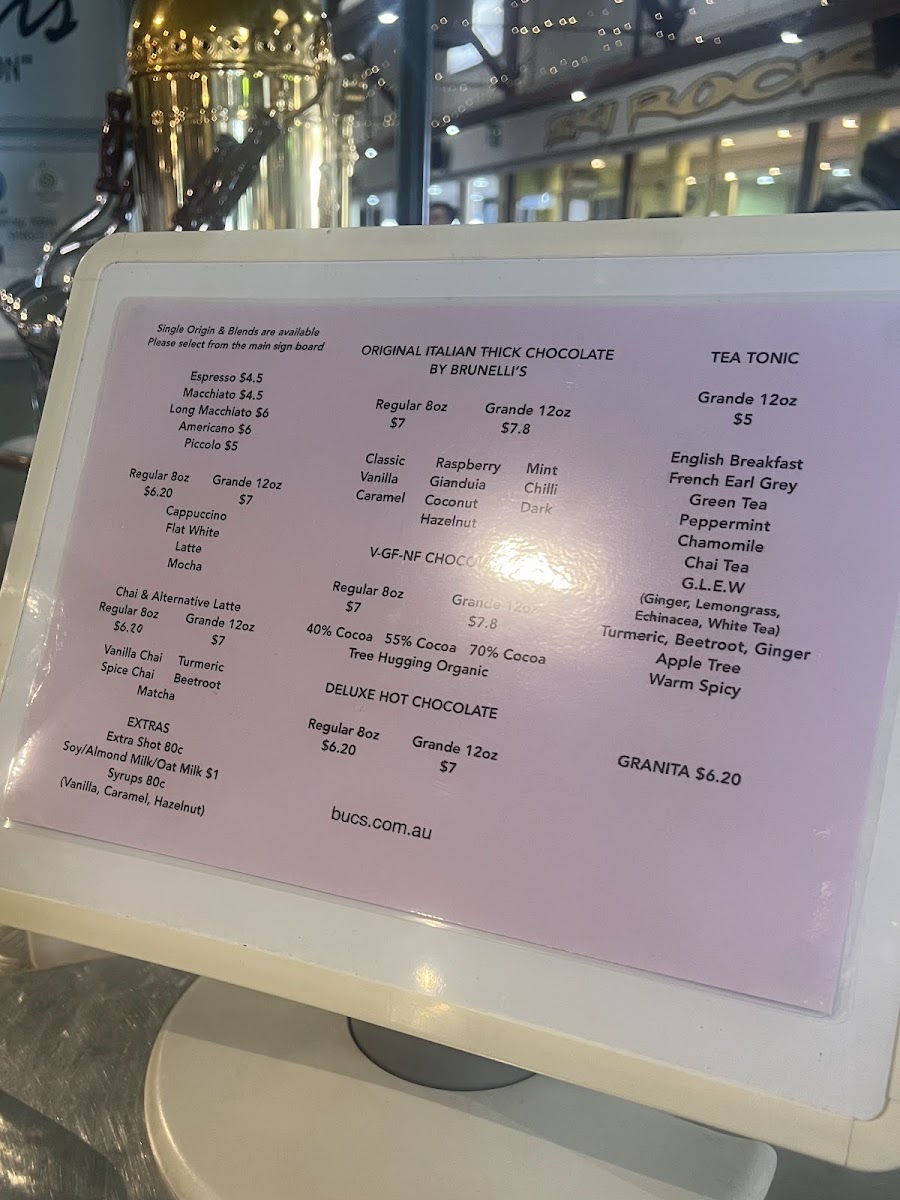 SKI ROCK
Single Origin & Blends are available
Please select from the main sign board
Espresso $4.5
Macchiato $4.5
Long Macchiato $6
Americano $6
Piccolo $5
Regular 8oz Grande 12oz
$6.20 $7
Cappuccino
Flat White
Latte
Mocha
Chai & Alternative Latte
Regular 8oz Grande 12oz
$6.20 $7
Vanilla Chai Turmeric
Spice Chai Beetroot
Matcha
EXTRAS
Extra Shot 80c
Soy/Almond Milk/Oat Milk $1
Syrups 80c
(Vanilla, Caramel, Hazelnut)
ORIGINAL ITALIAN THICK CHOCOLATE
BY BRUNELLI'S
Regular 8oz Grande 12oz
$7 $7.8
Classic Raspberry Mint
Vanilla Gianduia Chilli
Caramel Coconut Dark
Hazelnut
V-GF-NF
Regular 8oz Grande 12oz
$7 $7.8
40% Cocoa 55% Cocoa 70% Cocoa
Tree Hugging Organic
DELUXE HOT CHOCOLATE
Regular 8oz Grande 12oz
$6.20 $7
bucs.com.au
TEA TONIC
Grande 12oz
$5
English Breakfast
French Earl Grey
Green Tea
Peppermint
Chamomile
Chai Tea
G.L.E.W
(Ginger, Lemongrass,
Echinacea, White Tea)
Turmeric, Beetroot, Ginger
Apple Tree
Warm Spicy
GRANITA $6.20